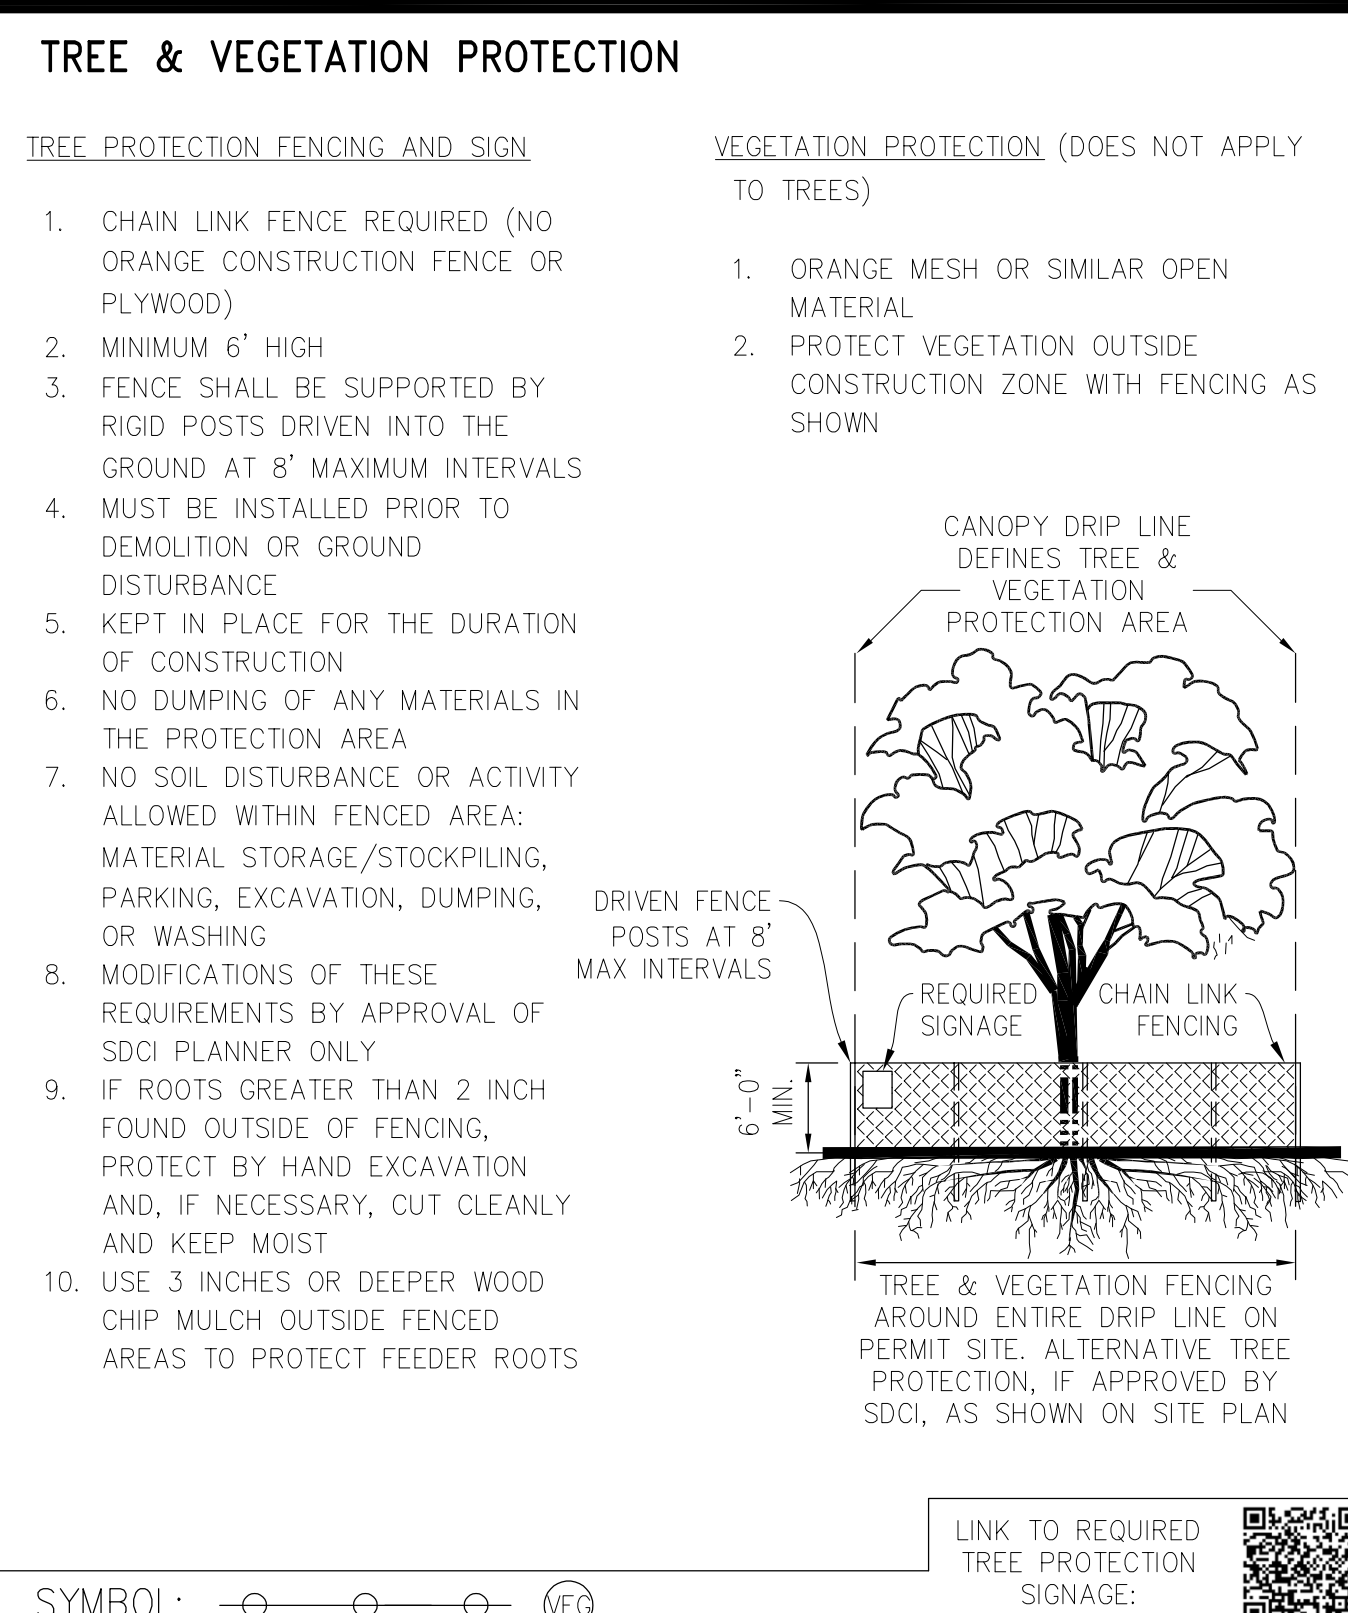 TREE & VEGETATION PROTECTION
TREE PROTECTION FENCING AND SIGN
1. CHAIN LINK FENCE REQUIRED (NO
ORANGE CONSTRUCTION FENCE OR
PLYWOOD)
2. MINIMUM 6' HIGH
3. FENCE SHALL BE SUPPORTED BY
RIGID POSTS DRIVEN INTO THE
GROUND AT 8' MAXIMUM INTERVALS
4. MUST BE INSTALLED PRIOR TO
DEMOLITION OR GROUND
DISTURBANCE
5. KEPT IN PLACE FOR THE DURATION
OF CONSTRUCTION
6. NO DUMPING OF ANY MATERIALS IN
THE PROTECTION AREA
7. NO SOIL DISTURBANCE OR ACTIVITY
ALLOWED WITHIN FENCED AREA:
MATERIAL STORAGE/STOCKPILING,
PARKING, EXCAVATION, DUMPING,
OR WASHING
8. MODIFICATIONS OF THESE
REQUIREMENTS BY APPROVAL OF
SDCI PLANNER ONLY
9. IF ROOTS GREATER THAN 2 INCH
FOUND OUTSIDE OF FENCING,
PROTECT BY HAND EXCAVATION
AND, IF NECESSARY, CUT CLEANLY
AND KEEP MOIST
10. USE 3 INCHES OR DEEPER WOOD
CHIP MULCH OUTSIDE FENCED
AREAS TO PROTECT FEEDER ROOTS
VEGETATION PROTECTION (DOES NOT APPLY
TO TREES)
1. ORANGE MESH OR SIMILAR OPEN
MATERIAL
2. PROTECT VEGETATION OUTSIDE
CONSTRUCTION ZONE WITH FENCING AS
SHOWN
CANOPY DRIP LINE
DEFINES TREE &
VEGETATION
PROTECTION AREA
DRIVEN FENCE
POSTS AT 8'
MAX INTERVALS
REQUIRED
SIGNAGE
CHAIN LINK
FENCING
6'-0"
MIN.
TREE & VEGETATION FENCING
AROUND ENTIRE DRIP LINE ON
PERMIT SITE. ALTERNATIVE TREE
PROTECTION, IF APPROVED BY
SDCI, AS SHOWN ON SITE PLAN
LINK TO REQUIRED
TREE PROTECTION
SIGNAGE:
SYMBOL:
VEG